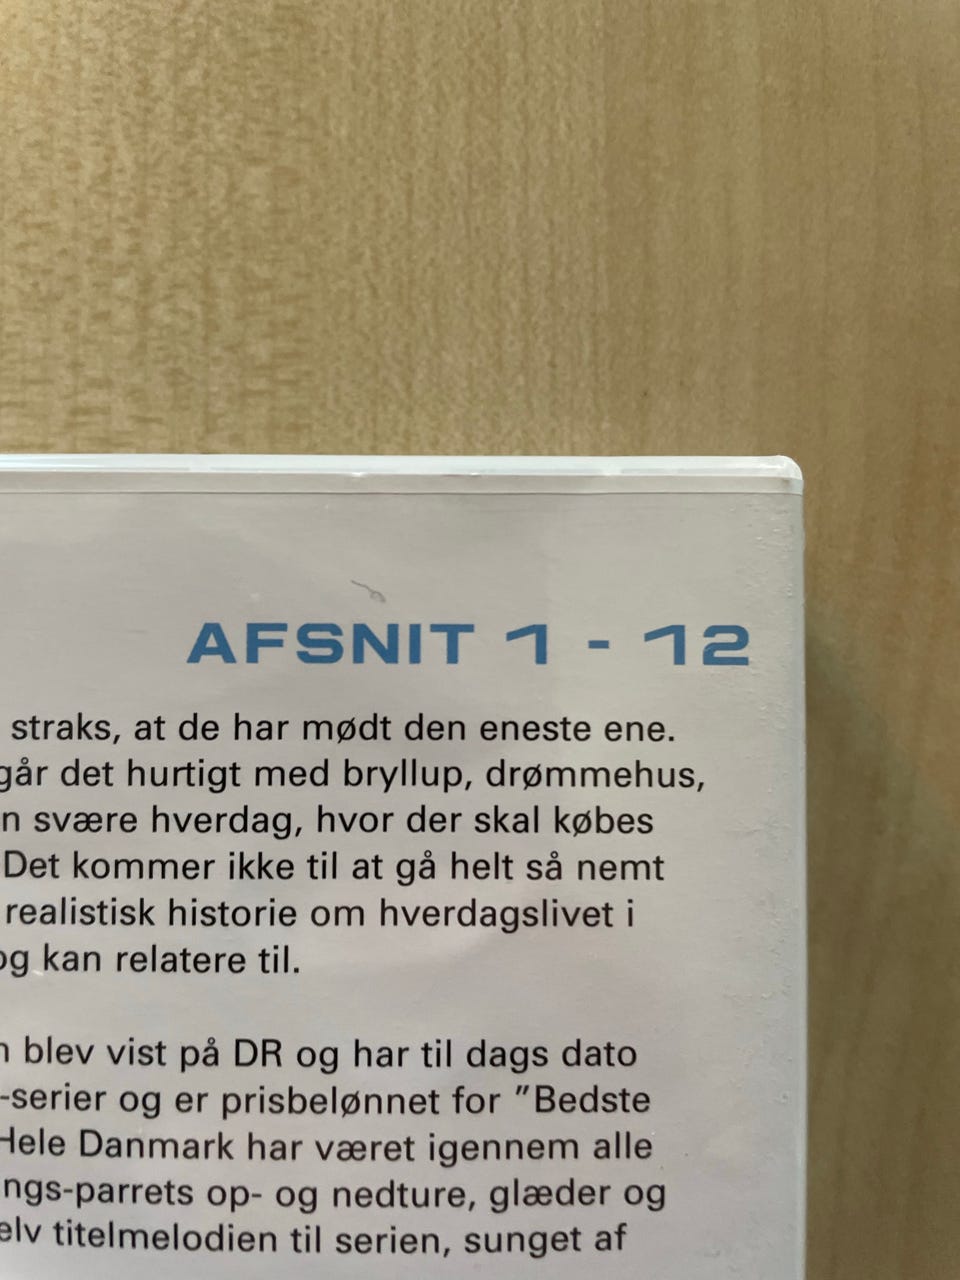 AFSNIT 1 - 12
straks, at de har mødt den eneste ene.
går det hurtigt med bryllup, drømmehus,
svære hverdag, hvor der skal købes
Det kommer ikke til at gå helt så nemt
realistisk historie om hverdagslivet i
og kan relatere til.
blev vist på DR og har til dags dato
-serier og er prisbelønnet for "Bedste
Hele Danmark har været igennem alle
ngs-parrets op- og nedture, glæder og
elv titelmelodien til serien, sunget af